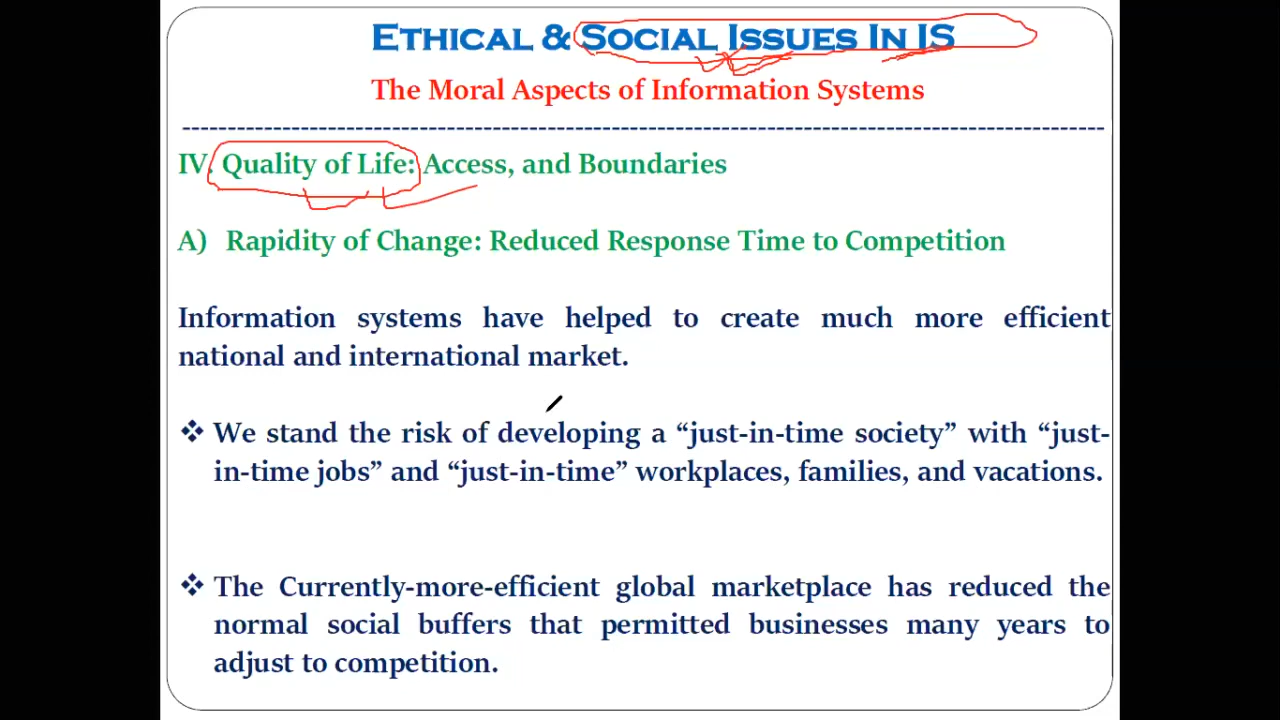 Ethical & Social Issues In IS
The Moral Aspects of Information Systems
IV. Quality of Life: Access, and Boundaries
A) Rapidity of Change: Reduced Response Time to Competition
Information systems have helped to create much more efficient
national and international market.
❖ We stand the risk of developing a “just-in-time society” with “just-
in-time jobs” and “just-in-time” workplaces, families, and vacations.
❖ The Currently-more-efficient global marketplace has reduced the
normal social buffers that permitted businesses many years to
adjust to competition.